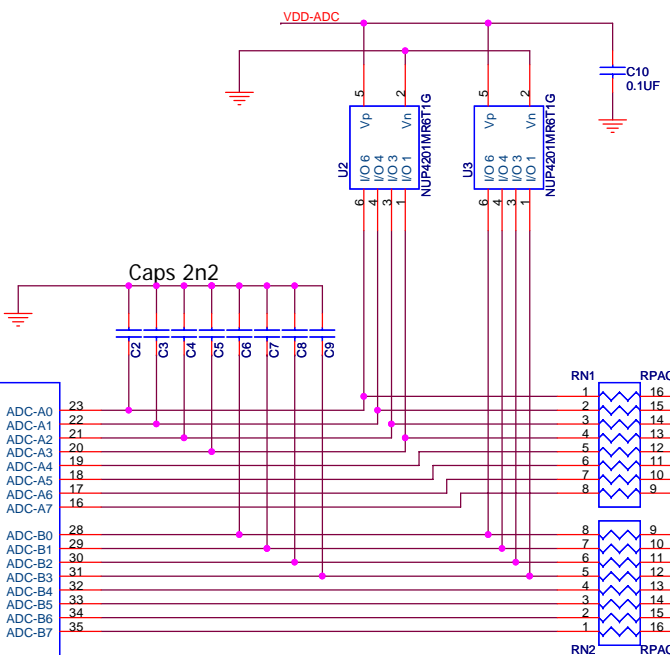 VDD-ADC
C10
0.1UF
5
2
5
2
Vp
Vn
Vp
Vn
U2
I/O 6
I/O 4
I/O 3
I/O 1
NUP4201MR6T1G
U3
I/O 6
I/O 4
I/O 3
I/O 1
NUP4201MR6T1G
6
4
3
1
6
4
3
1
Caps 2n2
C2
C3
C4
C5
C6
C7
C8
C9
RN1
RPAC
ADC-A0 23
ADC-A1 22
ADC-A2 21
ADC-A3 20
ADC-A4 19
ADC-A5 18
ADC-A6 17
ADC-A7 16
1 16
2 15
3 14
4 13
5 12
6 11
7 10
8 9
ADC-B0 28
ADC-B1 29
ADC-B2 30
ADC-B3 31
ADC-B4 32
ADC-B5 33
ADC-B6 34
ADC-B7 35
8 9
7 10
6 11
5 12
4 13
3 14
2 15
1 16
RN2
RPAC